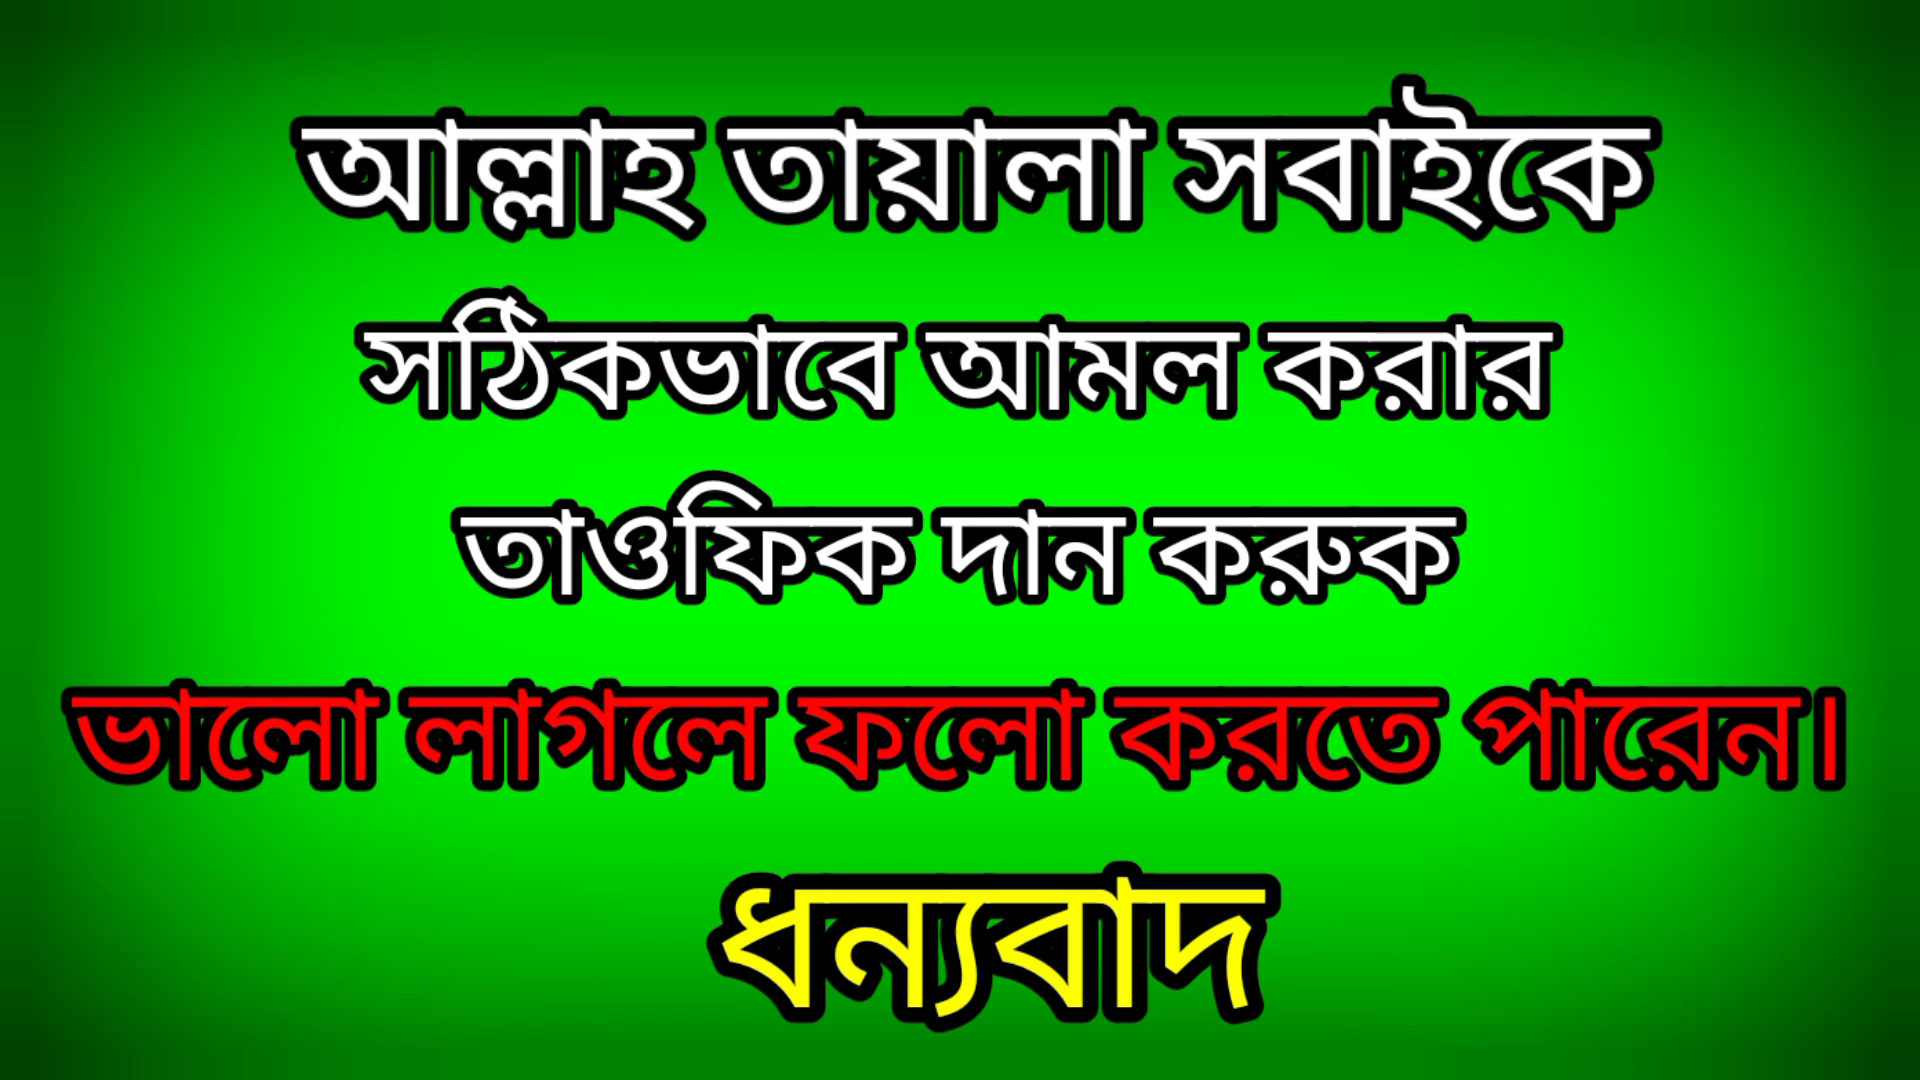 আল্লাহ তায়ালা সবাইকে
সঠিকভাবে আমল করার
তাওফিক দান করুক
ভালো লাগলে ফলো করতে পারেন।
ধন্যবাদ